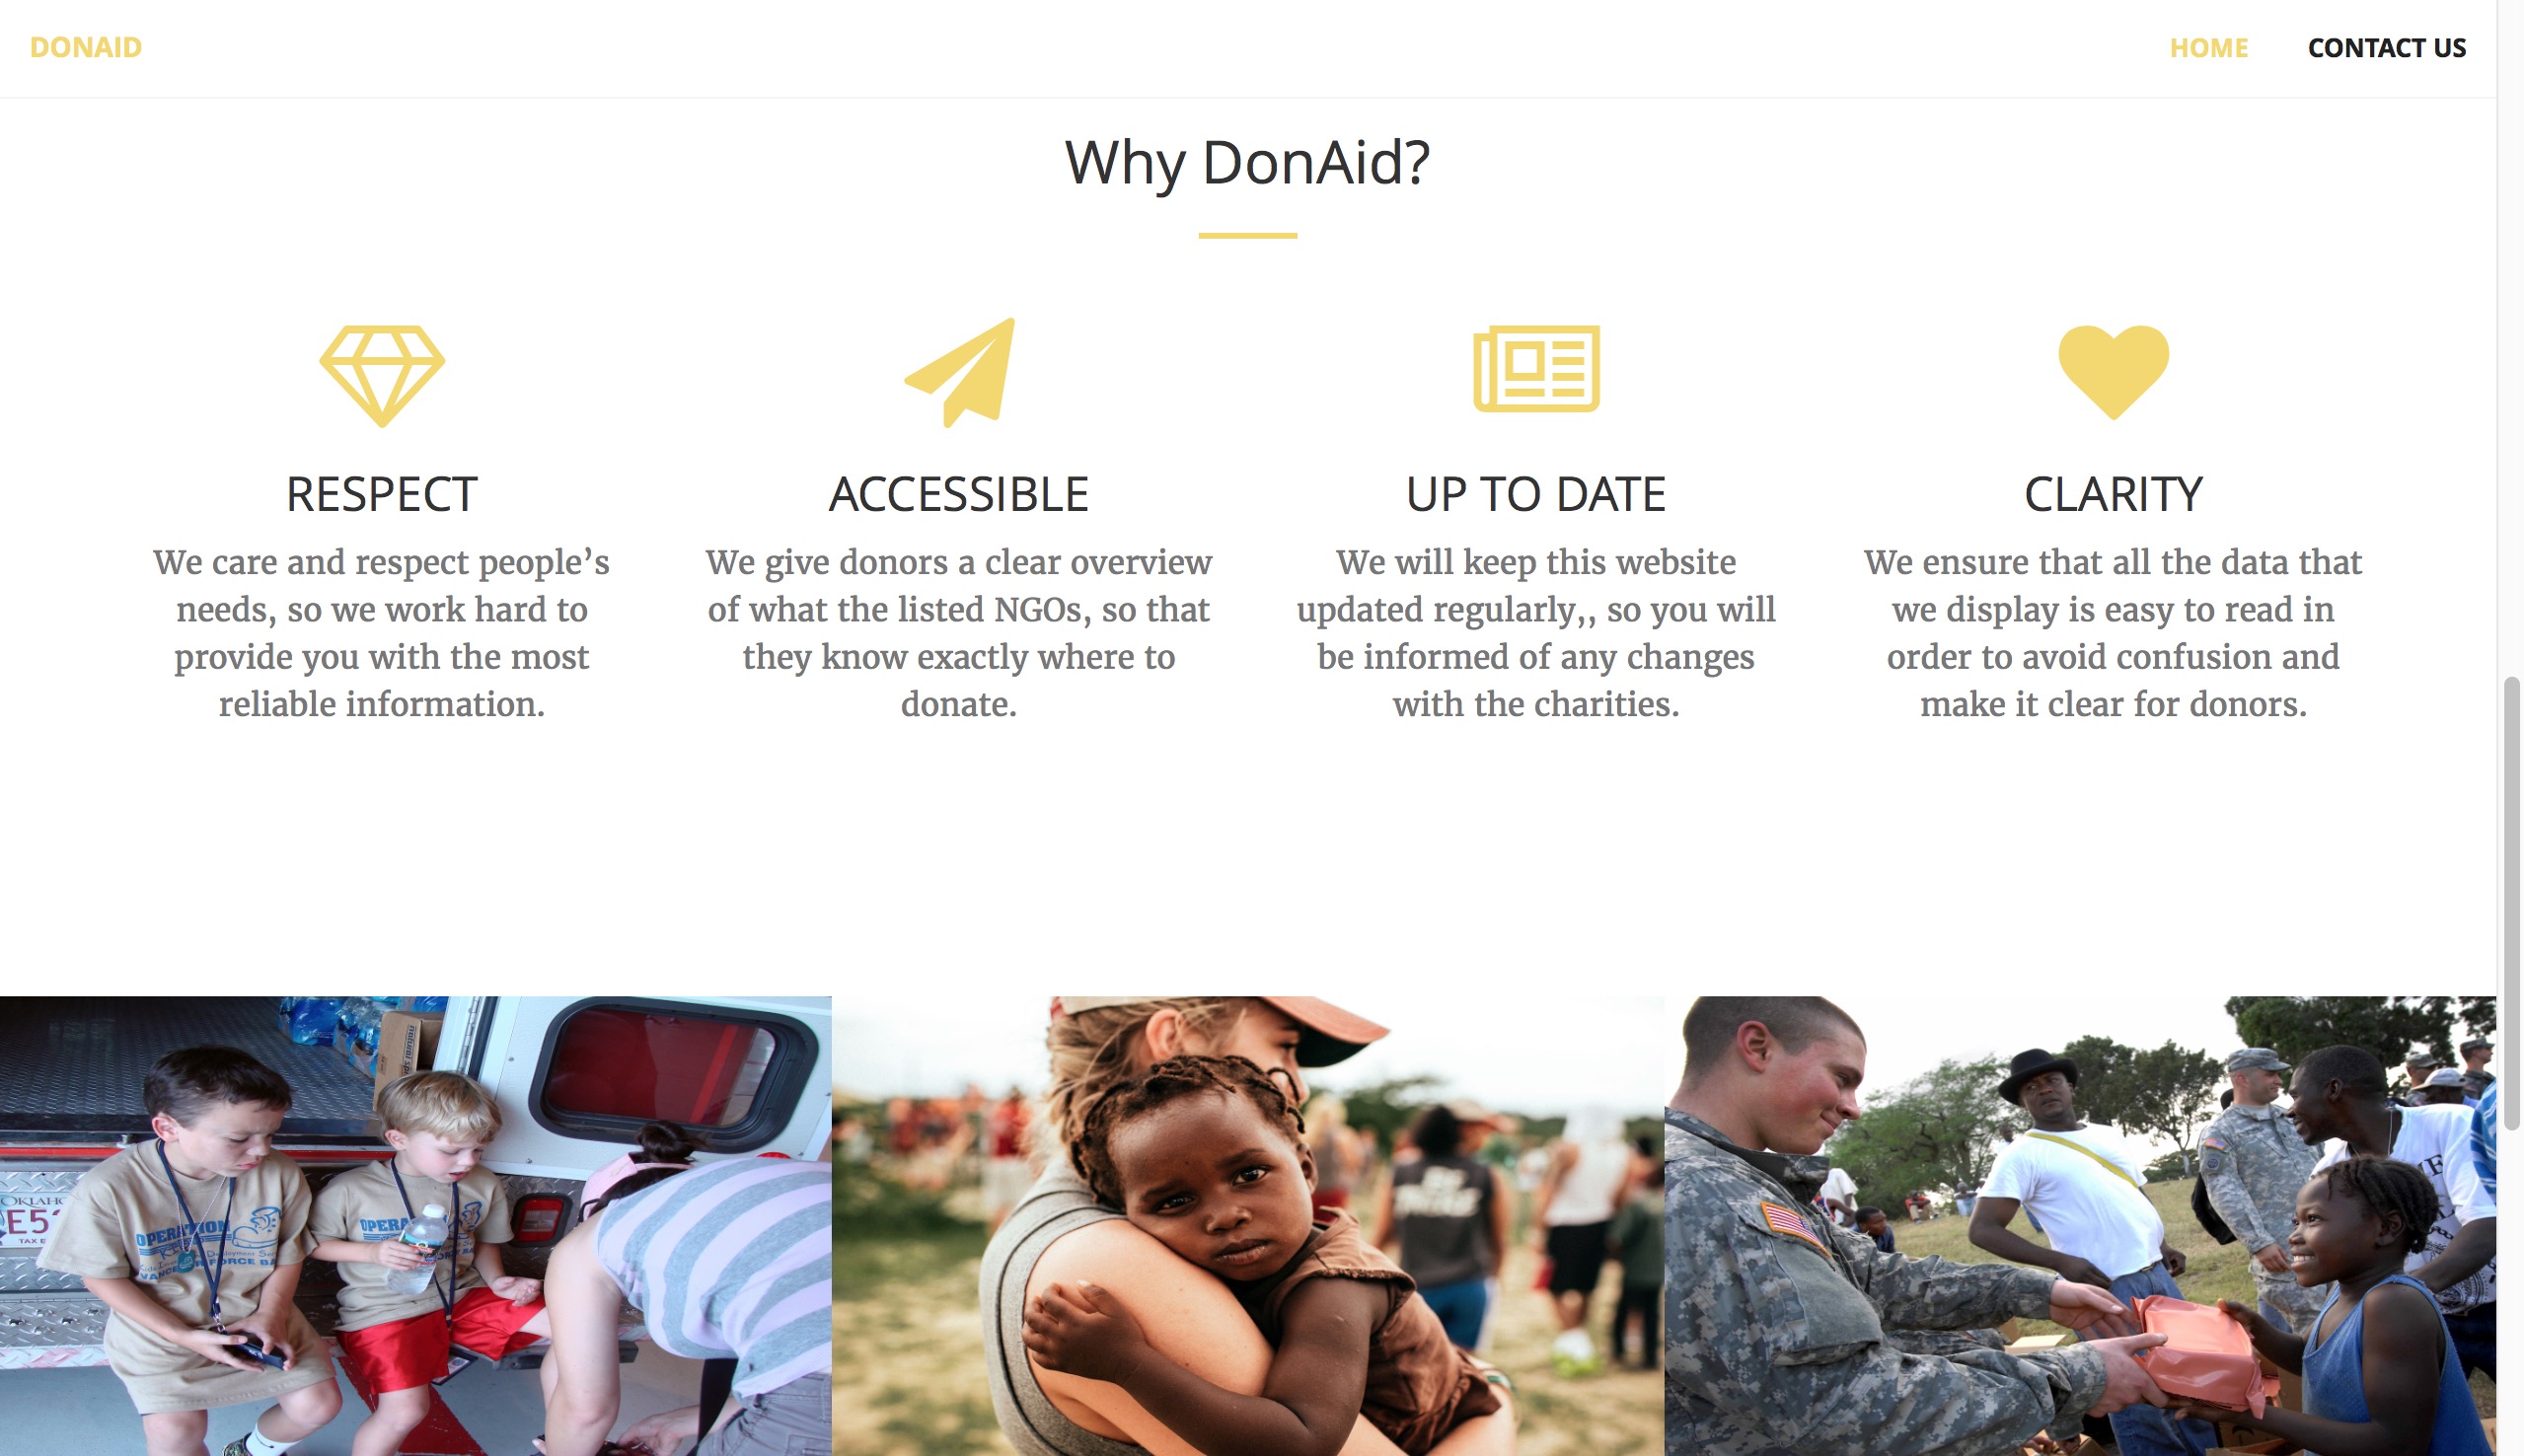 DONAID
HOME
CONTACT US
Why DonAid?
RESPECT
We care and respect people’s
needs, so we work hard to
provide you with the most
reliable information.
ACCESSIBLE
We give donors a clear overview
of what the listed NGOs, so that
they know exactly where to
donate.
UP TO DATE
We will keep this website
updated regularly,, so you will
be informed of any changes
with the charities.
CLARITY
We ensure that all the data that
we display is easy to read in
order to avoid confusion and
make it clear for donors.
OPERATION